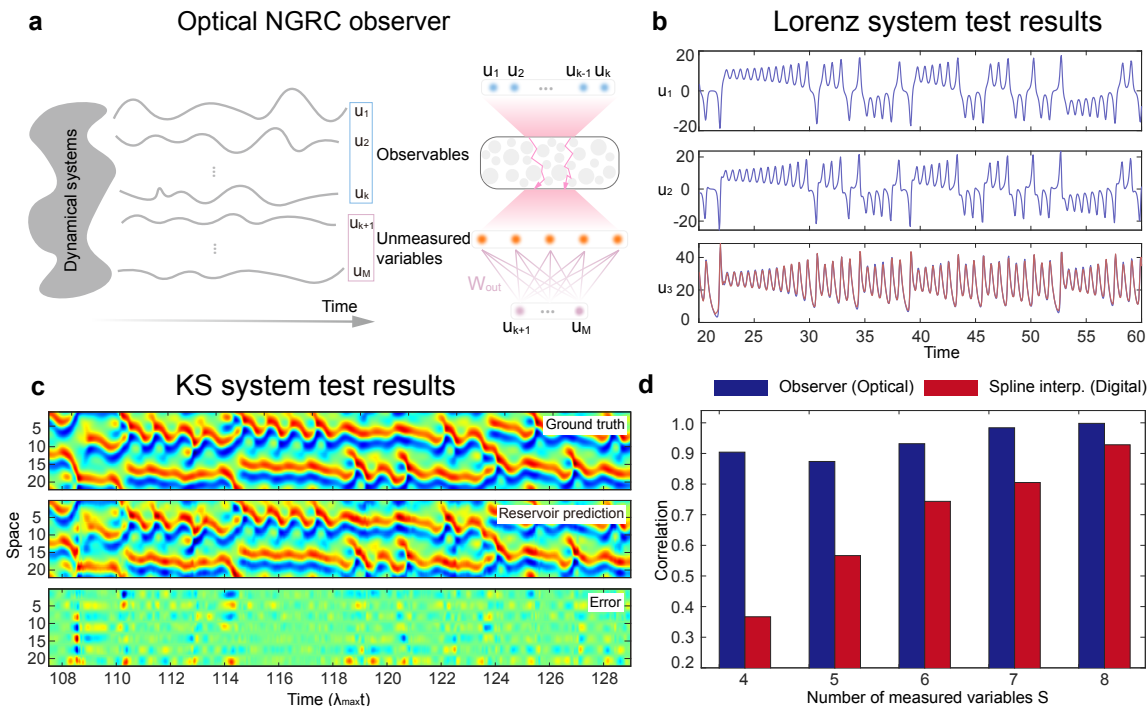 a
Optical NGRC observer
Dynamical systems
u1
u2
...
uk
uk+1
...
uM
Observables
Unmeasured
variables
Time
u1 u2 ... uk-1 uk
Wout
uk+1 ... uM
b
Lorenz system test results
u1
20
0
-20
u2
20
0
-20
u3
40
20
0
20 25 30 35 40 45 50 55 60
Time
c
KS system test results
Space
5
10
15
20
Ground truth
5
10
15
20
Reservoir prediction
5
10
15
20
Error
108 110 112 114 116 118 120 122 124 126 128
Time (λmaxt)
d
Observer (Optical) Spline interp. (Digital)
Correlation
1.0
0.9
0.8
0.7
0.6
0.5
0.4
0.3
0.2
4 5 6 7 8
Number of measured variables S